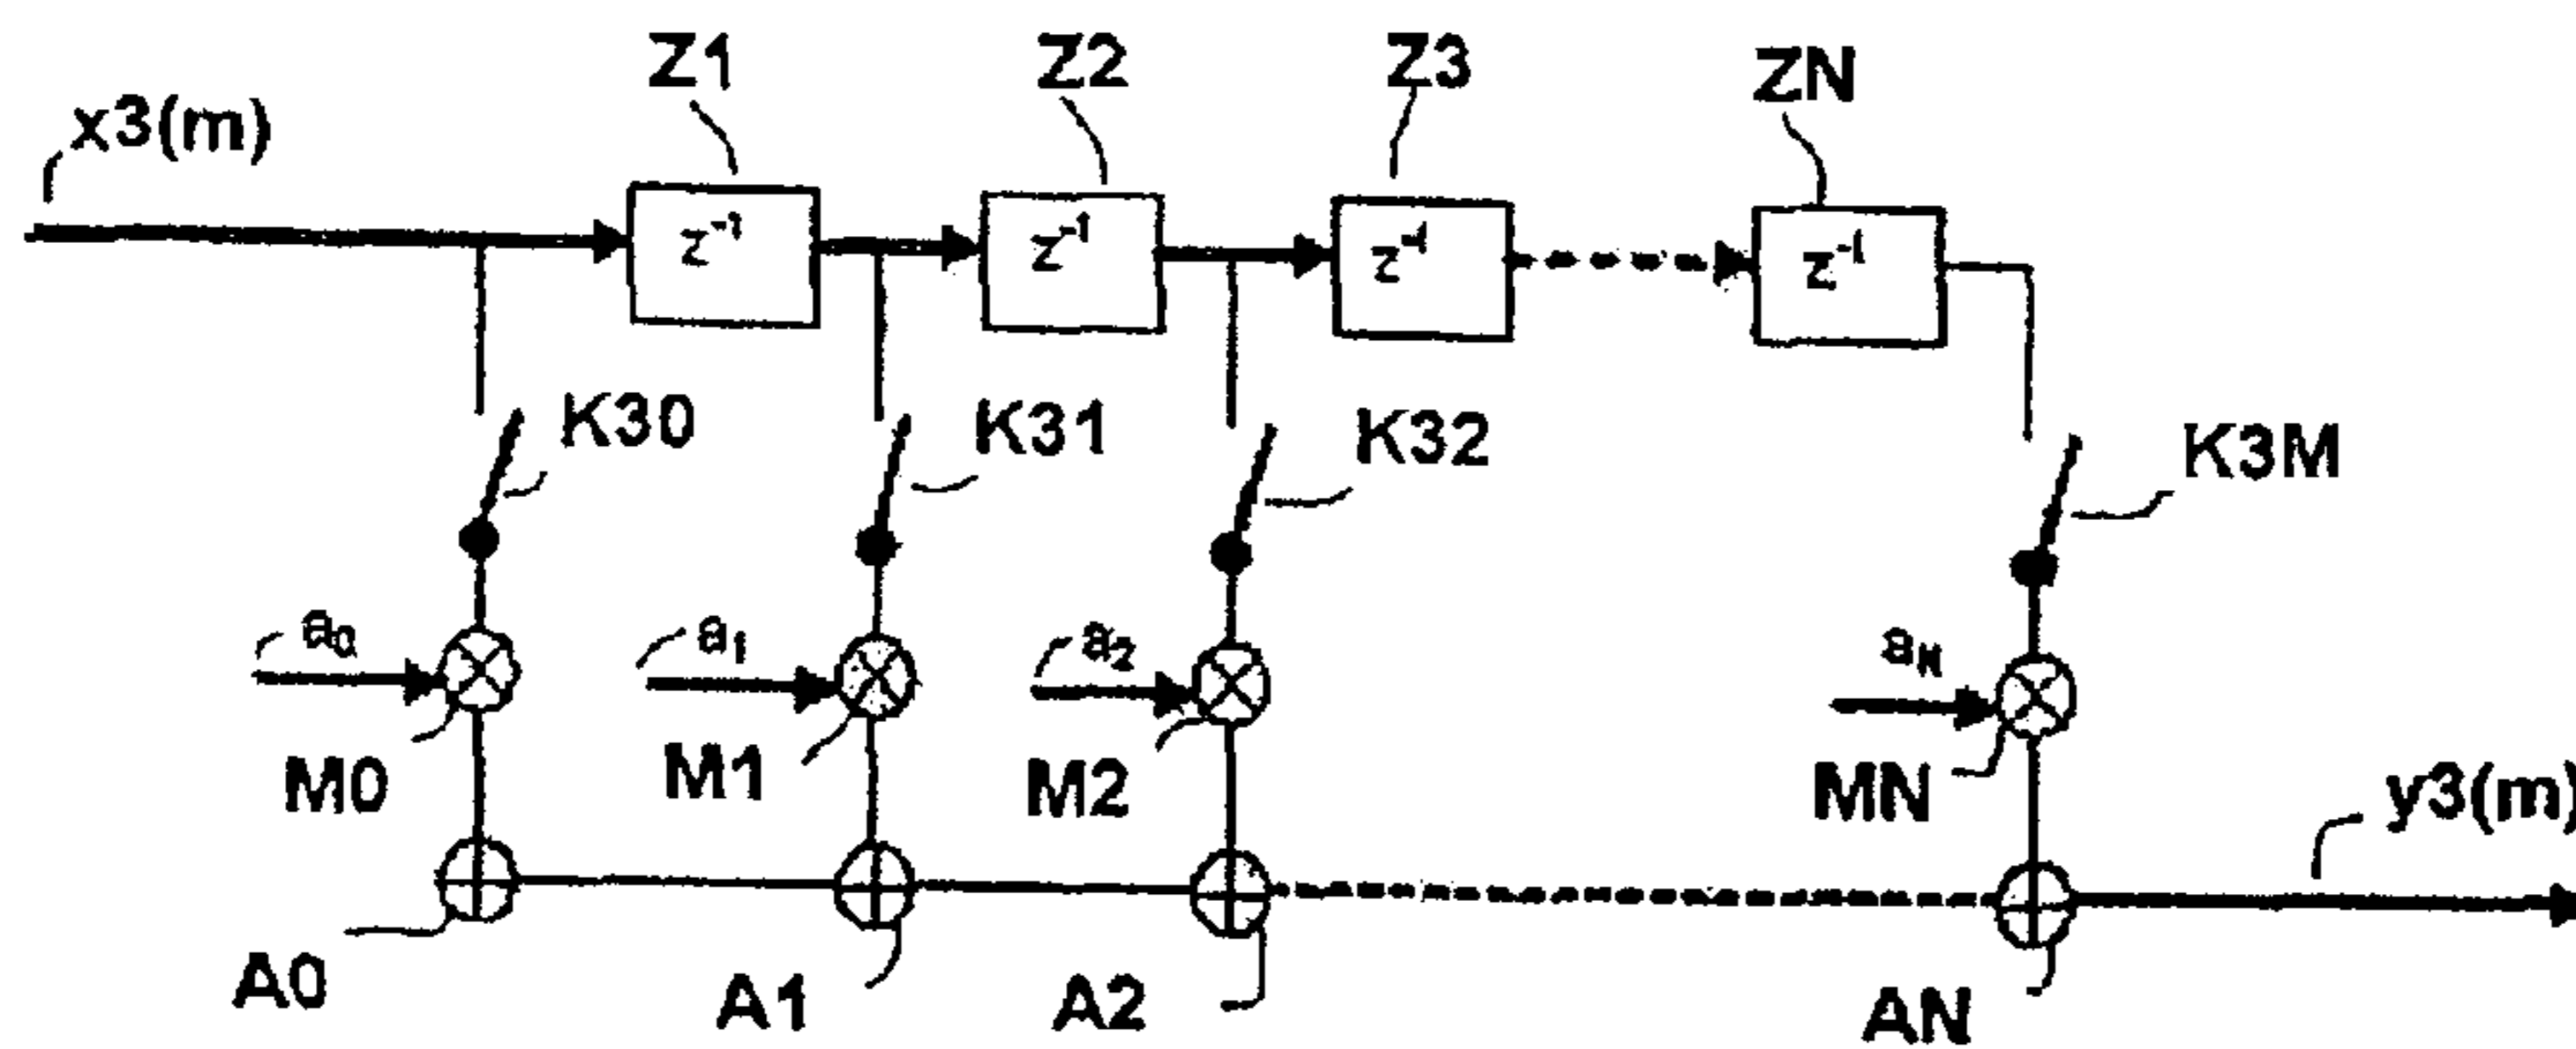 Z1 Z2 Z3 ZN
x3(m)
z⁻¹ z⁻¹ z⁻¹ z⁻¹
K30 K31 K32 K3M
a₀ a₁ a₂ a_N
M0 M1 M2 MN
y3(m)
A0 A1 A2 AN